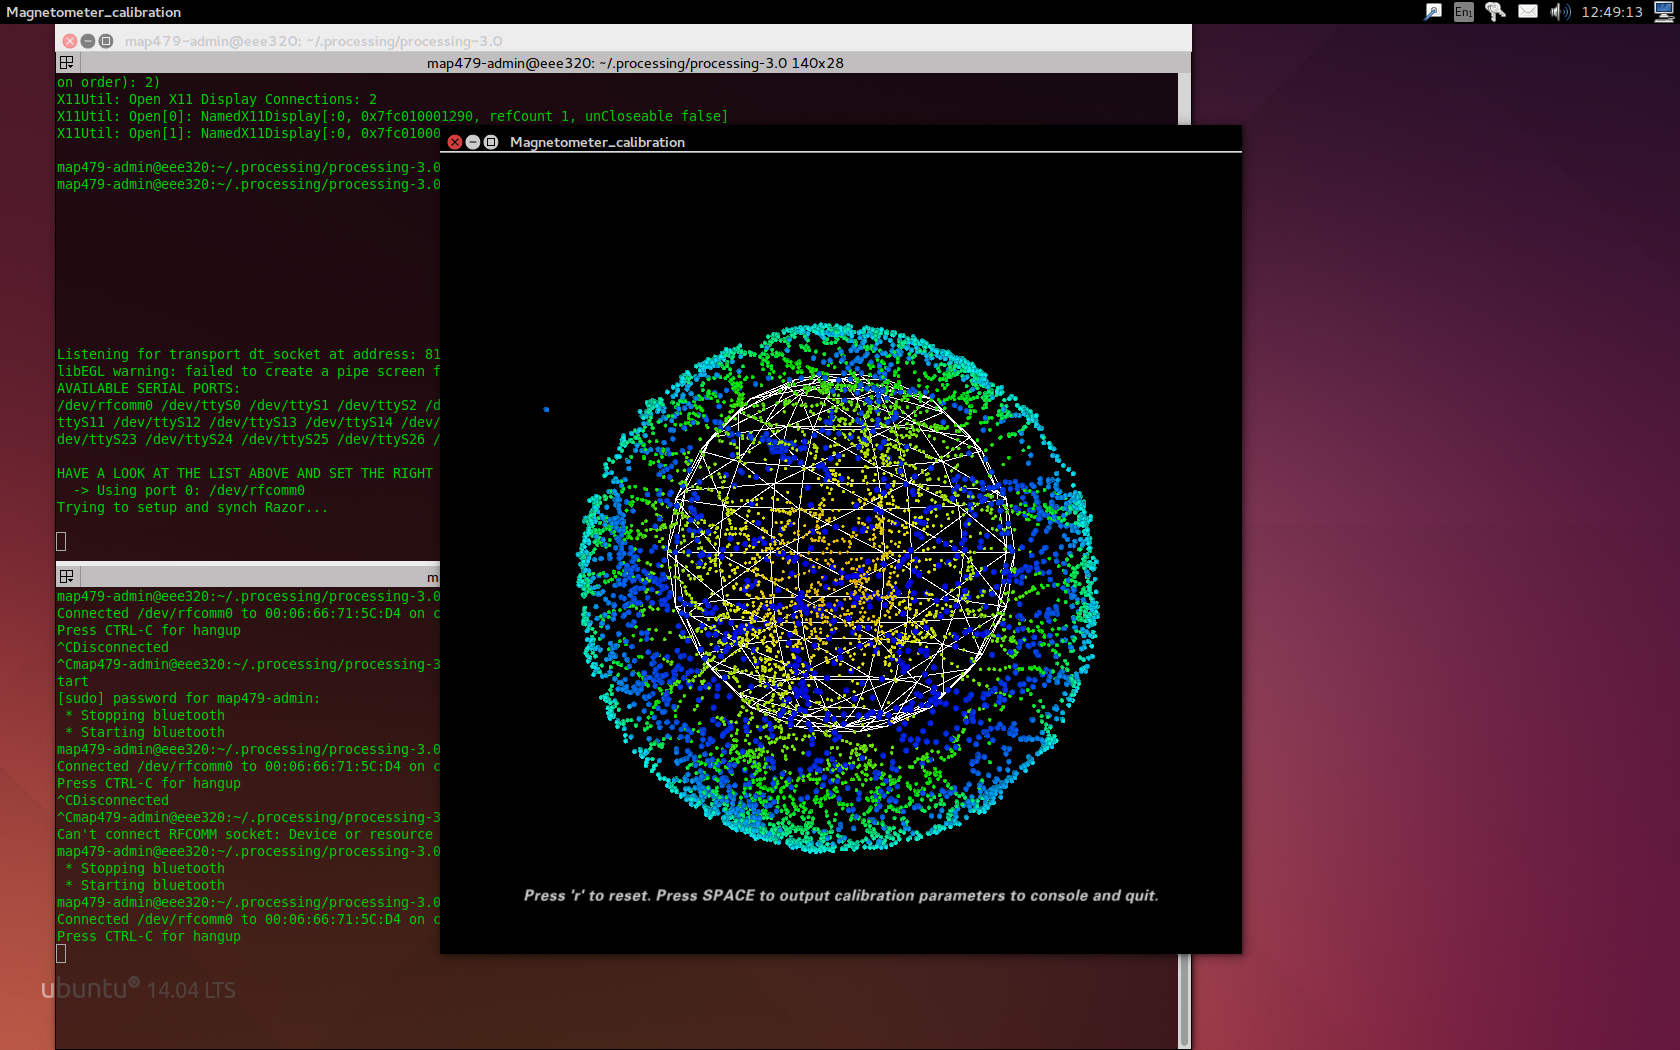 Magnetometer_calibration
En1
12:49:13
map479-admin@eee320: ~/.processing/processing-3.0
map479-admin@eee320: ~/.processing/processing-3.0 140x28
on order): 2)
X11Util: Open X11 Display Connections: 2
X11Util: Open[0]: NamedX11Display[:0, 0x7fc010001290, refCount 1, unCloseable false]
X11Util: Open[1]: NamedX11Display[:0, 0x7fc01000
map479-admin@eee320:~/.processing/processing-3.0
map479-admin@eee320:~/.processing/processing-3.0
Listening for transport dt_socket at address: 81
libEGL warning: failed to create a pipe screen f
AVAILABLE SERIAL PORTS:
/dev/rfcomm0 /dev/ttyS0 /dev/ttyS1 /dev/ttyS2 /d
ttyS11 /dev/ttyS12 /dev/ttyS13 /dev/ttyS14 /dev/
dev/ttyS23 /dev/ttyS24 /dev/ttyS25 /dev/ttyS26 /
HAVE A LOOK AT THE LIST ABOVE AND SET THE RIGHT
-> Using port 0: /dev/rfcomm0
Trying to setup and synch Razor...
m
map479-admin@eee320:~/.processing/processing-3.0
Connected /dev/rfcomm0 to 00:06:66:71:5C:D4 on c
Press CTRL-C for hangup
^CDisconnected
^Cmap479-admin@eee320:~/.processing/processing-3
tart
[sudo] password for map479-admin:
* Stopping bluetooth
* Starting bluetooth
map479-admin@eee320:~/.processing/processing-3.0
Connected /dev/rfcomm0 to 00:06:66:71:5C:D4 on c
Press CTRL-C for hangup
^CDisconnected
^Cmap479-admin@eee320:~/.processing/processing-3
Can't connect RFCOMM socket: Device or resource
map479-admin@eee320:~/.processing/processing-3.0
* Stopping bluetooth
* Starting bluetooth
map479-admin@eee320:~/.processing/processing-3.0
Connected /dev/rfcomm0 to 00:06:66:71:5C:D4 on c
Press CTRL-C for hangup
ubuntu® 14.04 LTS
Magnetometer_calibration
Press 'r' to reset. Press SPACE to output calibration parameters to console and quit.